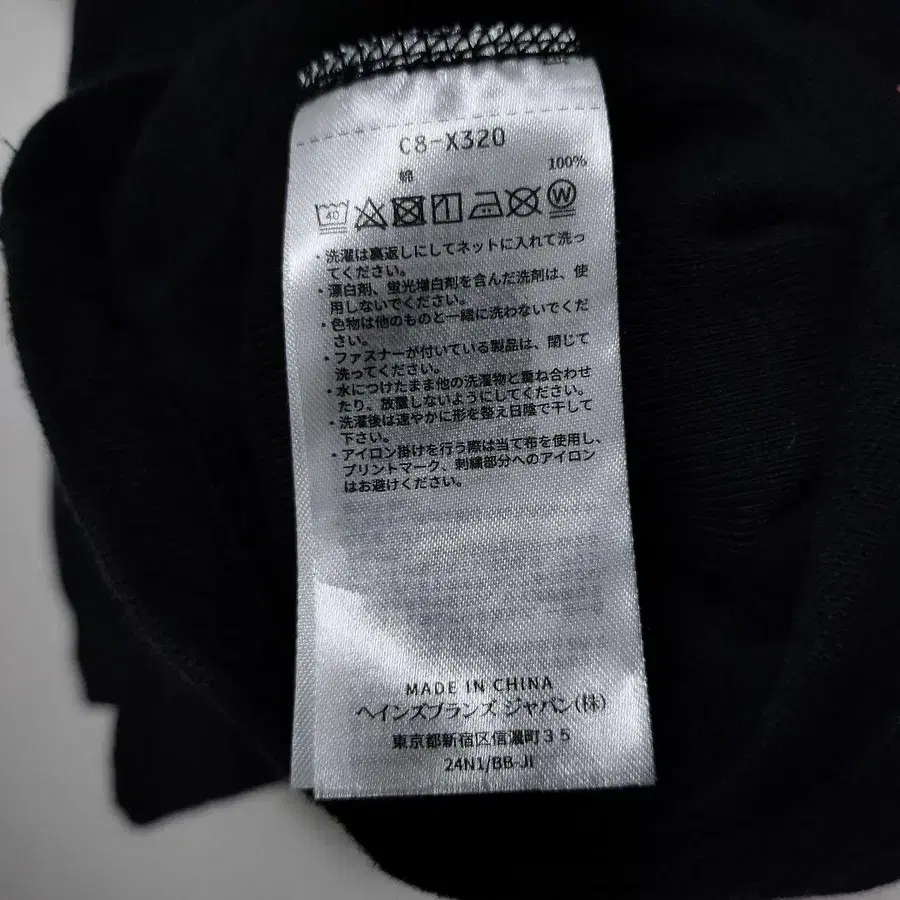 C8-X320
綿 100%
40
W
・洗濯は裏返しにしてネットに入れて洗っ
てください。
・漂白剤、蛍光増白剤を含んだ洗剤は、使
用しないでください。
・色物は他のものと一緒に洗わないでくだ
さい。
・ファスナーが付いている製品は、閉じて
洗ってください。
・水につけたまま他の洗濯物と重ね合わせ
たり、放置しないようにしてください。
・洗濯後は速やかに形を整え日陰で干して
下さい。
・アイロン掛けを行う際は当て布を使用し、
プリントマーク、刺繍部分へのアイロン
はお避けください。
MADE IN CHINA
ヘインズブランズ ジャパン(株)
東京都新宿区信濃町35
24N1/BB-JI